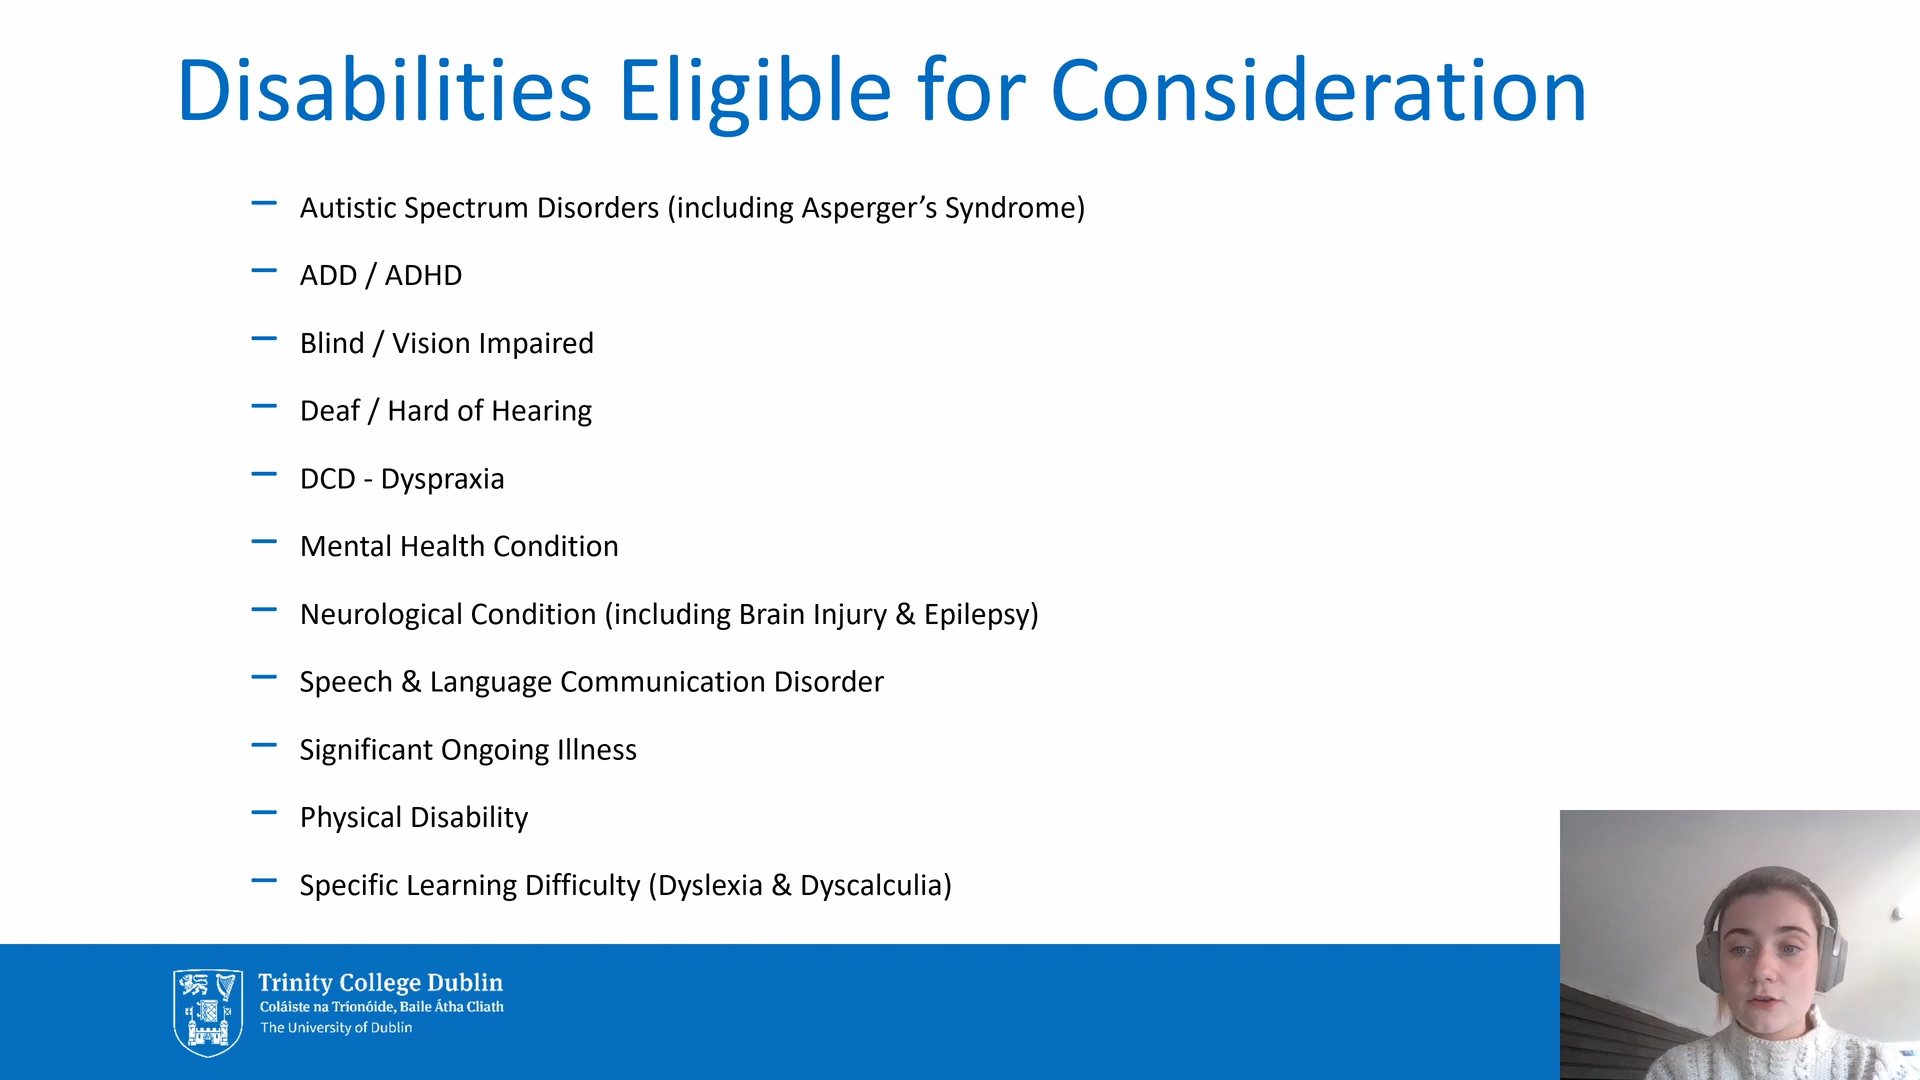 Disabilities Eligible for Consideration
– Autistic Spectrum Disorders (including Asperger’s Syndrome)
– ADD / ADHD
– Blind / Vision Impaired
– Deaf / Hard of Hearing
– DCD - Dyspraxia
– Mental Health Condition
– Neurological Condition (including Brain Injury & Epilepsy)
– Speech & Language Communication Disorder
– Significant Ongoing Illness
– Physical Disability
– Specific Learning Difficulty (Dyslexia & Dyscalculia)
Trinity College Dublin
Coláiste na Tríonóide, Baile Átha Cliath
The University of Dublin